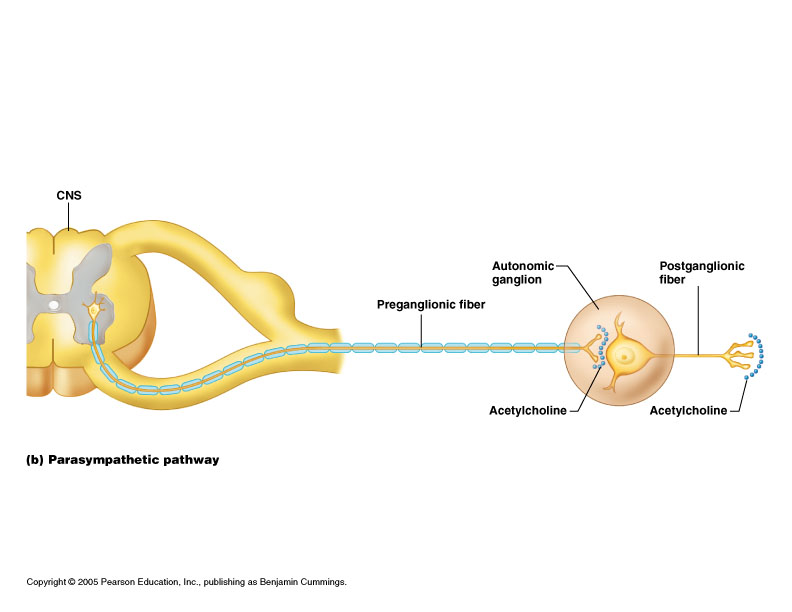 CNS
Autonomic
ganglion
Postganglionic
fiber
Preganglionic fiber
Acetylcholine
Acetylcholine
(b) Parasympathetic pathway
Copyright © 2005 Pearson Education, Inc., publishing as Benjamin Cummings.